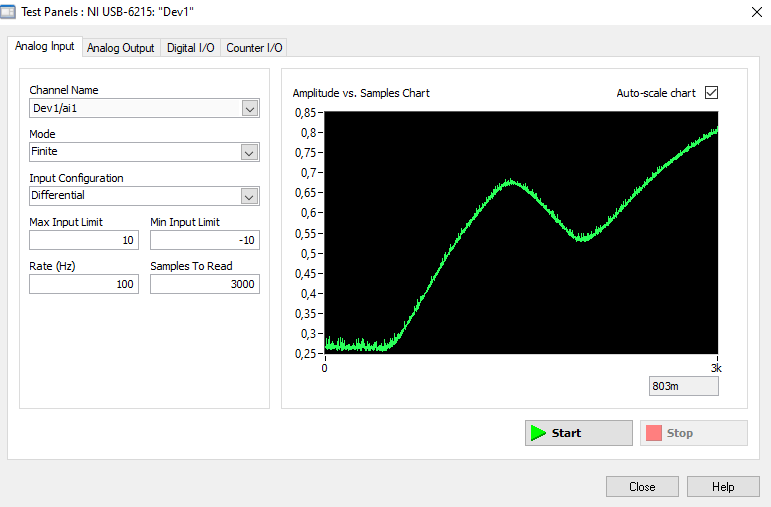 Test Panels : NI USB-6215: "Dev1"
Analog Input Analog Output Digital I/O Counter I/O
Channel Name
Dev1/ai1
Mode
Finite
Input Configuration
Differential
Max Input Limit Min Input Limit
10 -10
Rate (Hz) Samples To Read
100 3000
Amplitude vs. Samples Chart Auto-scale chart
0,85
0,8
0,75
0,7
0,65
0,6
0,55
0,5
0,45
0,4
0,35
0,3
0,25
0 3k
803m
Start Stop
Close Help